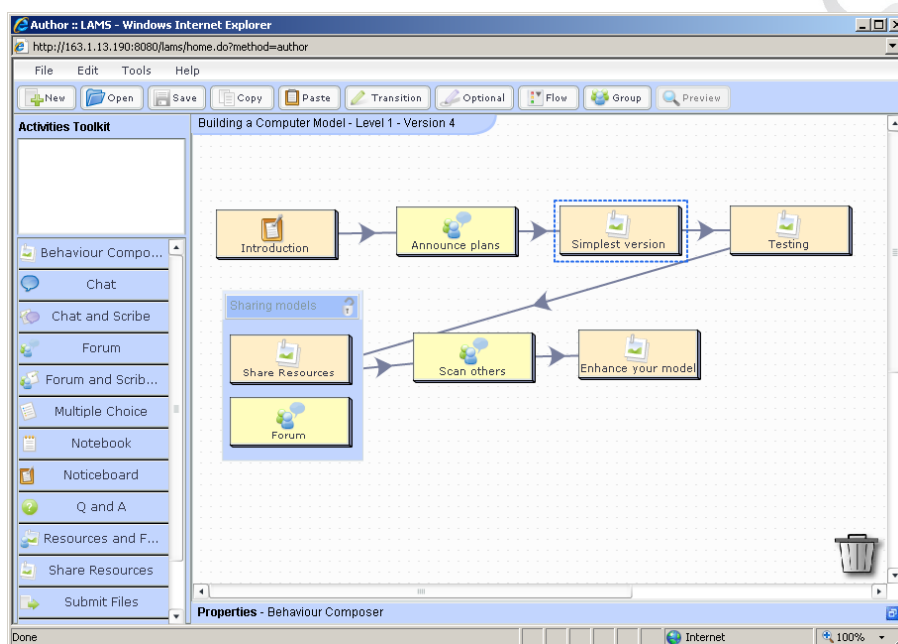 Author :: LAMS - Windows Internet Explorer
http://163.1.13.190:8080/lams/home.do?method=author
File Edit Tools Help
New Open Save Copy Paste Transition Optional Flow Group Preview
Activities Toolkit
Building a Computer Model - Level 1 - Version 4
Introduction
Announce plans
Simplest version
Testing
Sharing models
Share Resources
Scan others
Enhance your model
Forum
Behaviour Compo...
Chat
Chat and Scribe
Forum
Forum and Scrib...
Multiple Choice
Notebook
Noticeboard
Q and A
Resources and F...
Share Resources
Submit Files
Properties - Behaviour Composer
Done Internet 100%